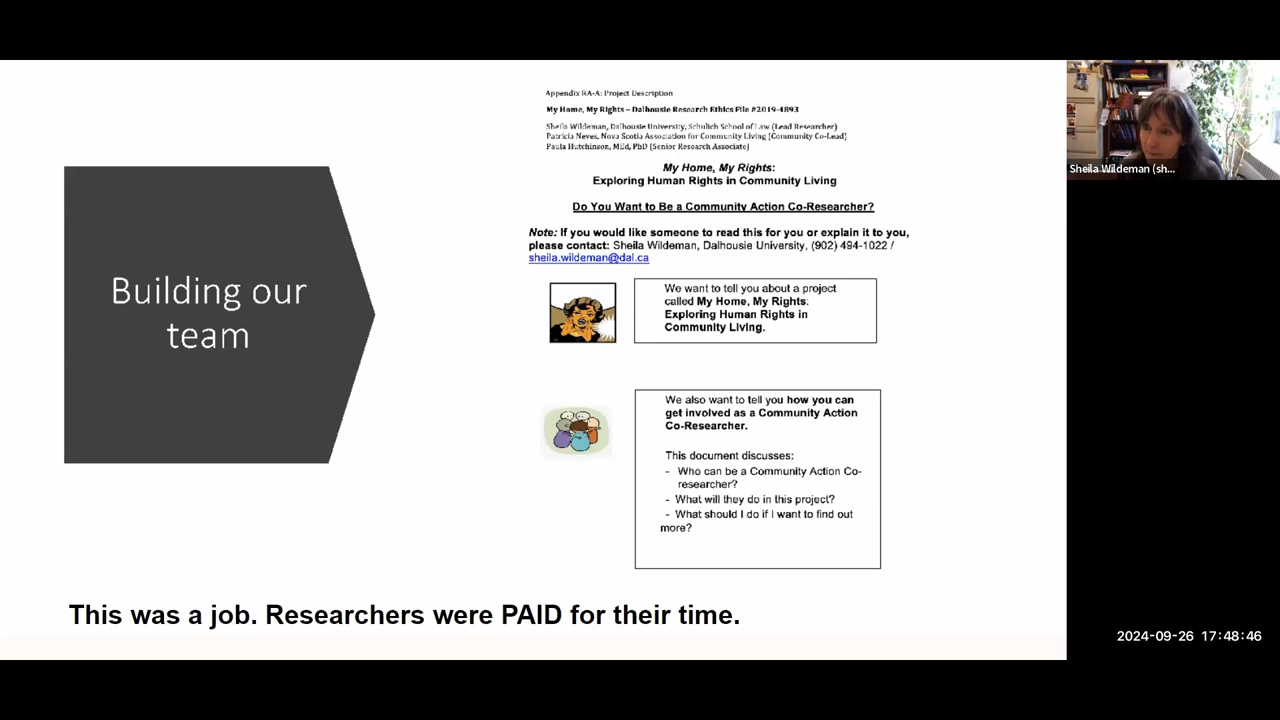 Building our
team
Appendix RA-A: Project Description
My Home, My Rights – Dalhousie Research Ethics File #2019-4893
Sheila Wildeman, Dalhousie University, Schulich School of Law (Lead Researcher)
Patricia Neves, Nova Scotia Association for Community Living (Community Co-Lead)
Paula Hutchinson, MEd, PhD (Senior Research Associate)
My Home, My Rights:
Exploring Human Rights in Community Living
Do You Want to Be a Community Action Co-Researcher?
Note: If you would like someone to read this for you or explain it to you,
please contact: Sheila Wildeman, Dalhousie University, (902) 494-1022 /
sheila.wildeman@dal.ca
We want to tell you about a project
called My Home, My Rights:
Exploring Human Rights in
Community Living.
We also want to tell you how you can
get involved as a Community Action
Co-Researcher.
This document discusses:
- Who can be a Community Action Co-
researcher?
- What will they do in this project?
- What should I do if I want to find out
more?
This was a job. Researchers were PAID for their time.
Sheila Wildeman (sh...
2024-09-26 17:48:46